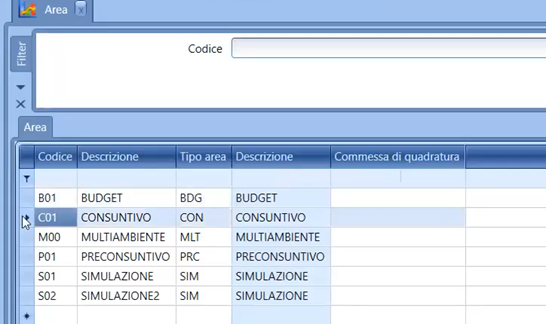 Area
Filter
Codice
Area
Codice Descrizione Tipo area Descrizione Commessa di quadratura
B01 BUDGET BDG BUDGET
C01 CONSUNTIVO CON CONSUNTIVO
M00 MULTIAMBIENTE MLT MULTIAMBIENTE
P01 PRECONSUNTIVO PRC PRECONSUNTIVO
S01 SIMULAZIONE SIM SIMULAZIONE
S02 SIMULAZIONE2 SIM SIMULAZIONE